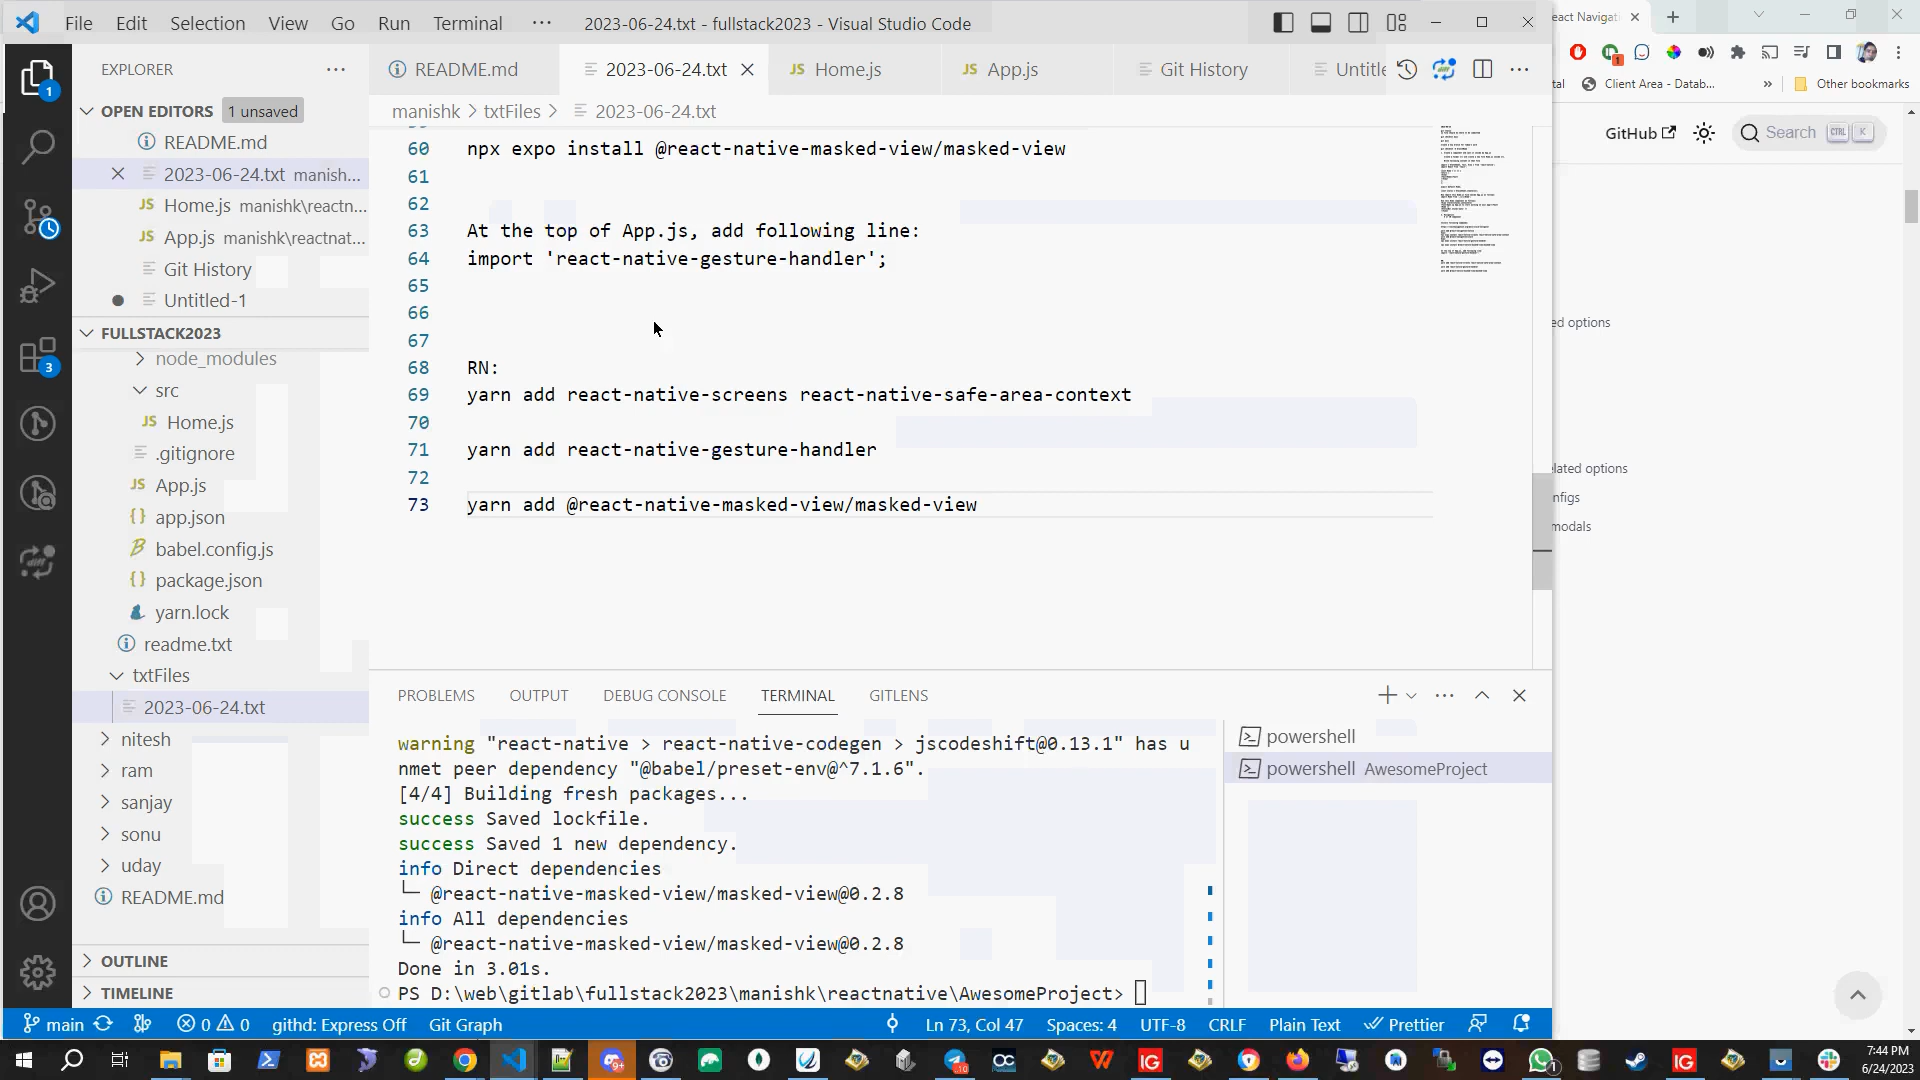 File Edit Selection View Go Run Terminal ··· 2023-06-24.txt - fullstack2023 - Visual Studio Code
EXPLORER
OPEN EDITORS 1 unsaved
README.md
2023-06-24.txt manish...
JS Home.js manishk\reactn...
JS App.js manishk\reactnat...
Git History
Untitled-1
FULLSTACK2023
node_modules
src
JS Home.js
.gitignore
JS App.js
{} app.json
babel.config.js
{} package.json
yarn.lock
readme.txt
txtFiles
2023-06-24.txt
nitesh
ram
sanjay
sonu
uday
README.md
OUTLINE
TIMELINE
README.md 2023-06-24.txt JS Home.js JS App.js Git History Untitle
manishk > txtFiles > 2023-06-24.txt
60 npx expo install @react-native-masked-view/masked-view
61
62
63 At the top of App.js, add following line:
64 import 'react-native-gesture-handler';
65
66
67
68 RN:
69 yarn add react-native-screens react-native-safe-area-context
70
71 yarn add react-native-gesture-handler
72
73 yarn add @react-native-masked-view/masked-view
PROBLEMS OUTPUT DEBUG CONSOLE TERMINAL GITLENS
warning "react-native > react-native-codegen > jscodeshift@0.13.1" has u
nmet peer dependency "@babel/preset-env@^7.1.6".
[4/4] Building fresh packages...
success Saved lockfile.
success Saved 1 new dependency.
info Direct dependencies
└─ @react-native-masked-view/masked-view@0.2.8
info All dependencies
└─ @react-native-masked-view/masked-view@0.2.8
Done in 3.01s.
PS D:\web\gitlab\fullstack2023\manishk\reactnative\AwesomeProject>
powershell
powershell AwesomeProject
main 0 0 githd: Express Off Git Graph Ln 73, Col 47 Spaces: 4 UTF-8 CRLF Plain Text Prettier
eact Navigati
tal Client Area - Datab... » Other bookmarks
GitHub Search CTRL K
ed options
lated options
nfigs
modals
7:44 PM
6/24/2023